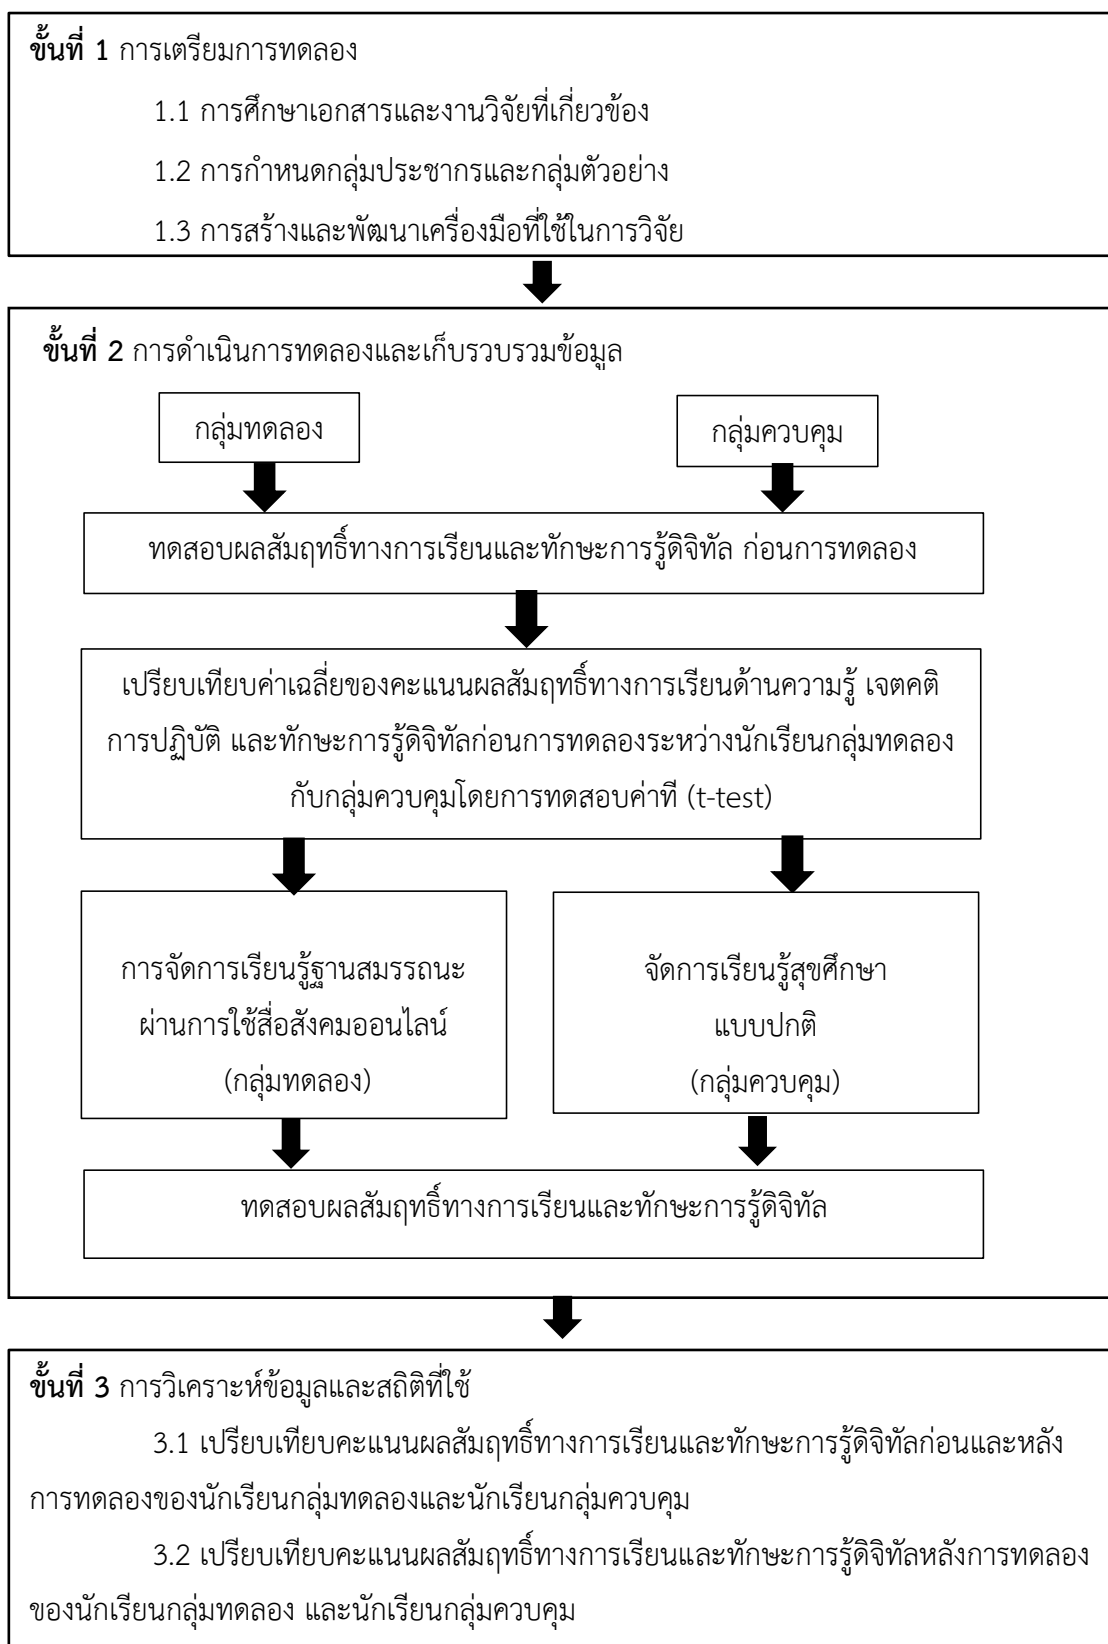 ขั้นที่ 1 การเตรียมการทดลอง
1.1 การศึกษาเอกสารและงานวิจัยที่เกี่ยวข้อง
1.2 การกำหนดกลุ่มประชากรและกลุ่มตัวอย่าง
1.3 การสร้างและพัฒนาเครื่องมือที่ใช้ในการวิจัย
ขั้นที่ 2 การดำเนินการทดลองและเก็บรวบรวมข้อมูล
กลุ่มทดลอง
กลุ่มควบคุม
ทดสอบผลสัมฤทธิ์ทางการเรียนและทักษะการรู้ดิจิทัล ก่อนการทดลอง
เปรียบเทียบค่าเฉลี่ยของคะแนนผลสัมฤทธิ์ทางการเรียนด้านความรู้ เจตคติ
การปฏิบัติ และทักษะการรู้ดิจิทัลก่อนการทดลองระหว่างนักเรียนกลุ่มทดลอง
กับกลุ่มควบคุมโดยการทดสอบค่าที (t-test)
การจัดการเรียนรู้ฐานสมรรถนะ
ผ่านการใช้สื่อสังคมออนไลน์
(กลุ่มทดลอง)
จัดการเรียนรู้สุขศึกษา
แบบปกติ
(กลุ่มควบคุม)
ทดสอบผลสัมฤทธิ์ทางการเรียนและทักษะการรู้ดิจิทัล
ขั้นที่ 3 การวิเคราะห์ข้อมูลและสถิติที่ใช้
3.1 เปรียบเทียบคะแนนผลสัมฤทธิ์ทางการเรียนและทักษะการรู้ดิจิทัลก่อนและหลัง
การทดลองของนักเรียนกลุ่มทดลองและนักเรียนกลุ่มควบคุม
3.2 เปรียบเทียบคะแนนผลสัมฤทธิ์ทางการเรียนและทักษะการรู้ดิจิทัลหลังการทดลอง
ของนักเรียนกลุ่มทดลอง และนักเรียนกลุ่มควบคุม